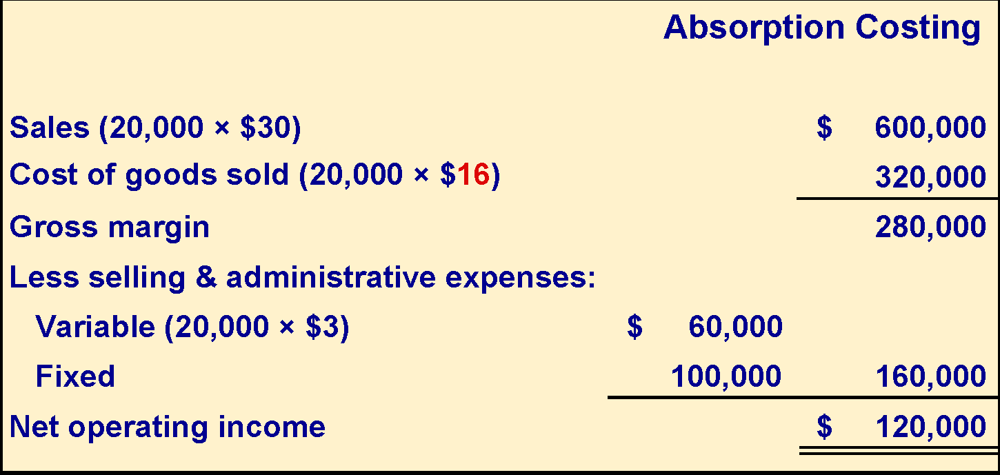 Absorption Costing
Sales (20,000 × $30) $ 600,000
Cost of goods sold (20,000 × $16) 320,000
Gross margin 280,000
Less selling & administrative expenses:
Variable (20,000 × $3) $ 60,000
Fixed 100,000 160,000
Net operating income $ 120,000